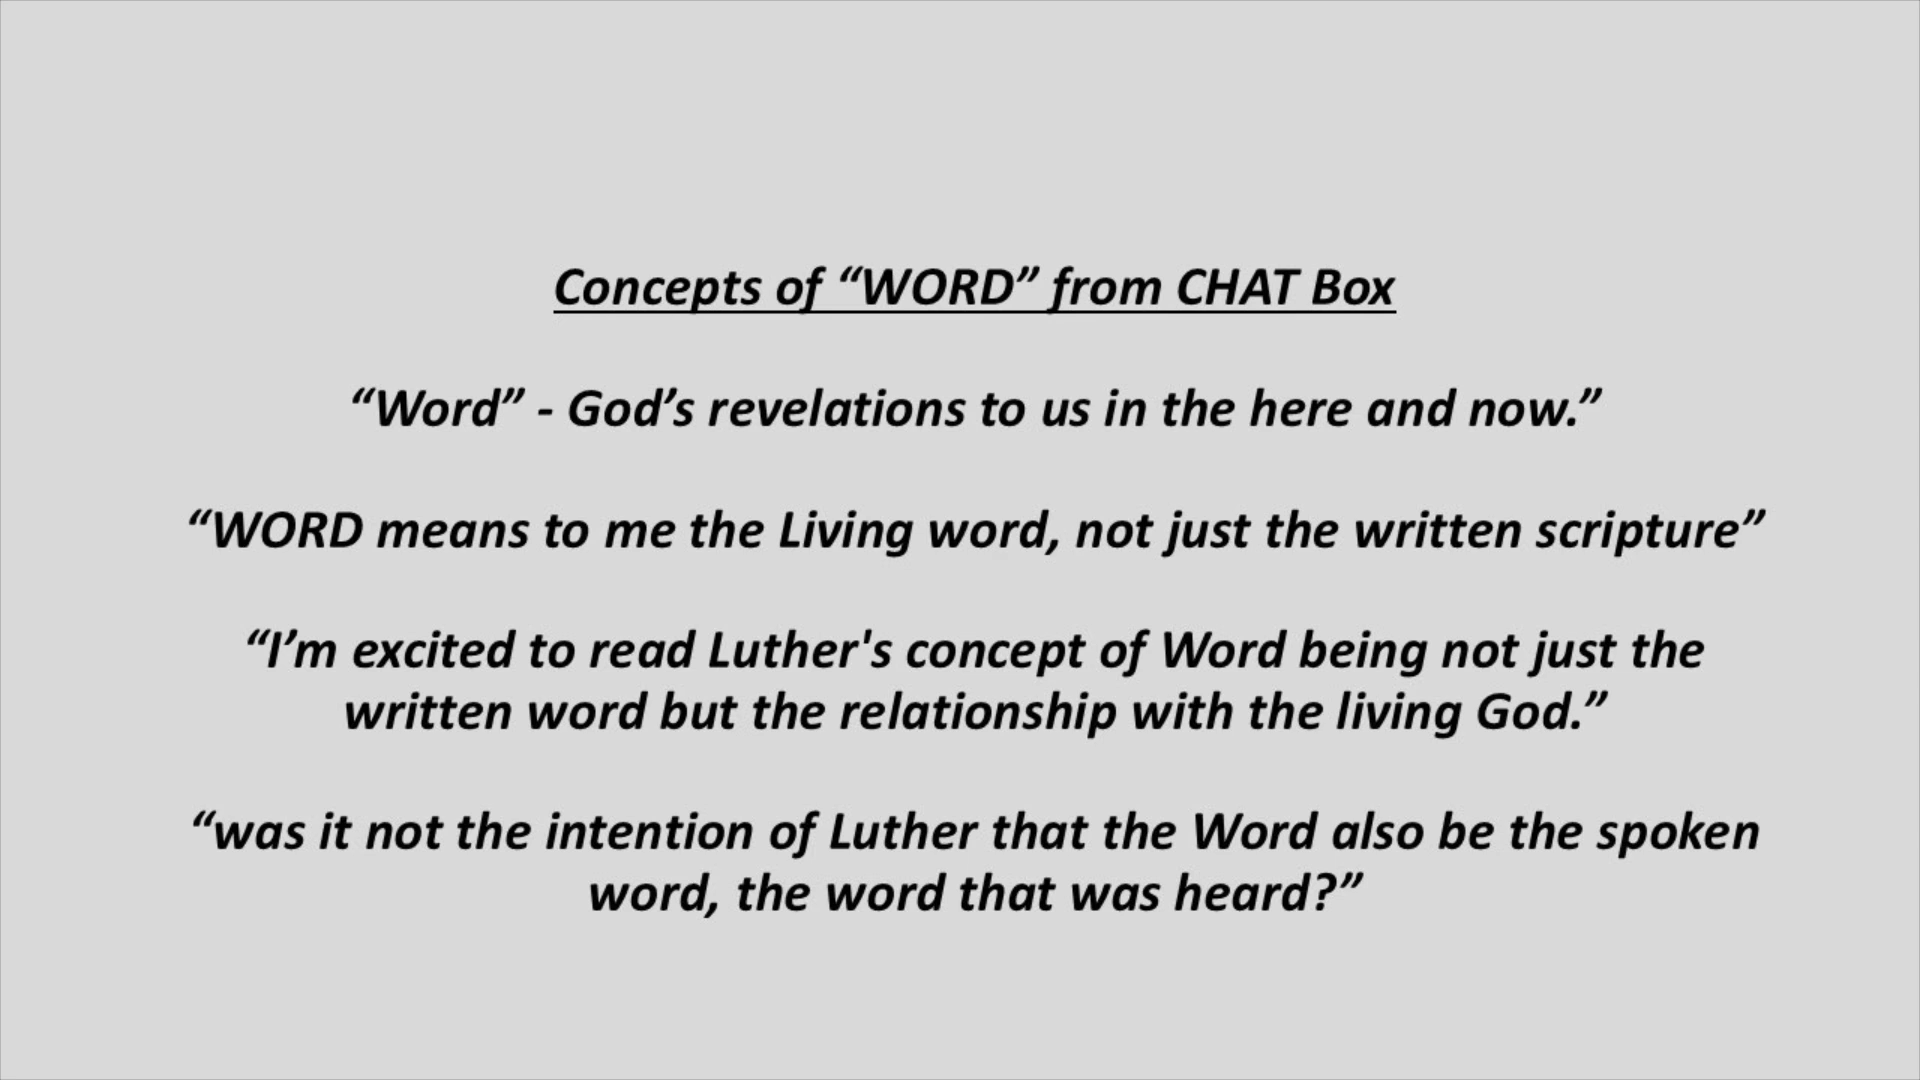 Concepts of “WORD” from CHAT Box
“Word” - God’s revelations to us in the here and now.”
“WORD means to me the Living word, not just the written scripture”
“I’m excited to read Luther's concept of Word being not just the
written word but the relationship with the living God.”
“was it not the intention of Luther that the Word also be the spoken
word, the word that was heard?”